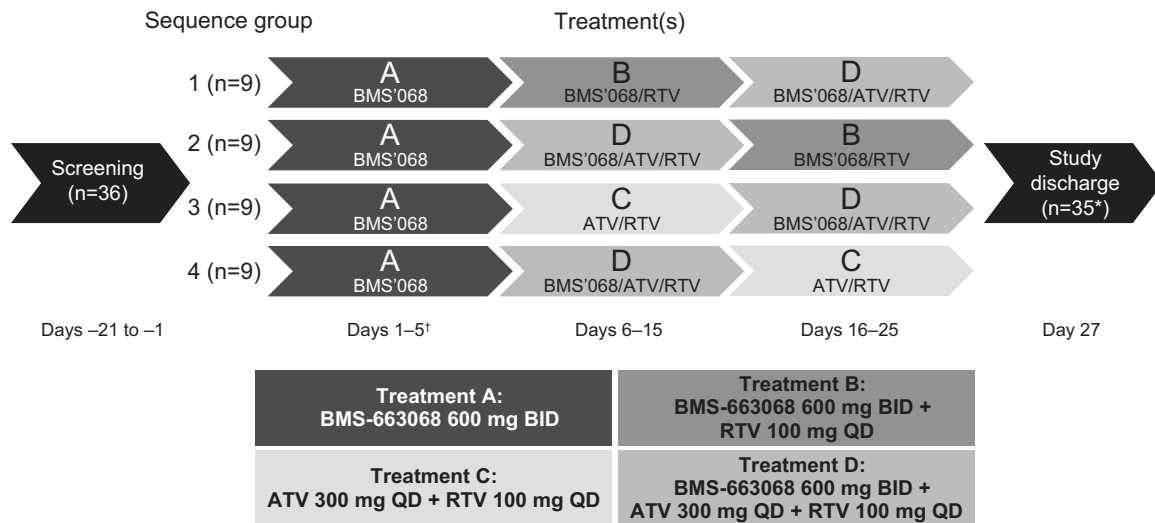 Sequence group Treatment(s)
1 (n=9) A B D
BMS'068 BMS'068/RTV BMS'068/ATV/RTV
2 (n=9) A D B
BMS'068 BMS'068/ATV/RTV BMS'068/RTV
Screening
(n=36)
3 (n=9) A C D
BMS'068 ATV/RTV BMS'068/ATV/RTV
4 (n=9) A D C
BMS'068 BMS'068/ATV/RTV ATV/RTV
Study
discharge
(n=35*)
Days –21 to –1 Days 1–5† Days 6–15 Days 16–25 Day 27
Treatment A:
BMS-663068 600 mg BID
Treatment B:
BMS-663068 600 mg BID +
RTV 100 mg QD
Treatment C:
ATV 300 mg QD + RTV 100 mg QD
Treatment D:
BMS-663068 600 mg BID +
ATV 300 mg QD + RTV 100 mg QD